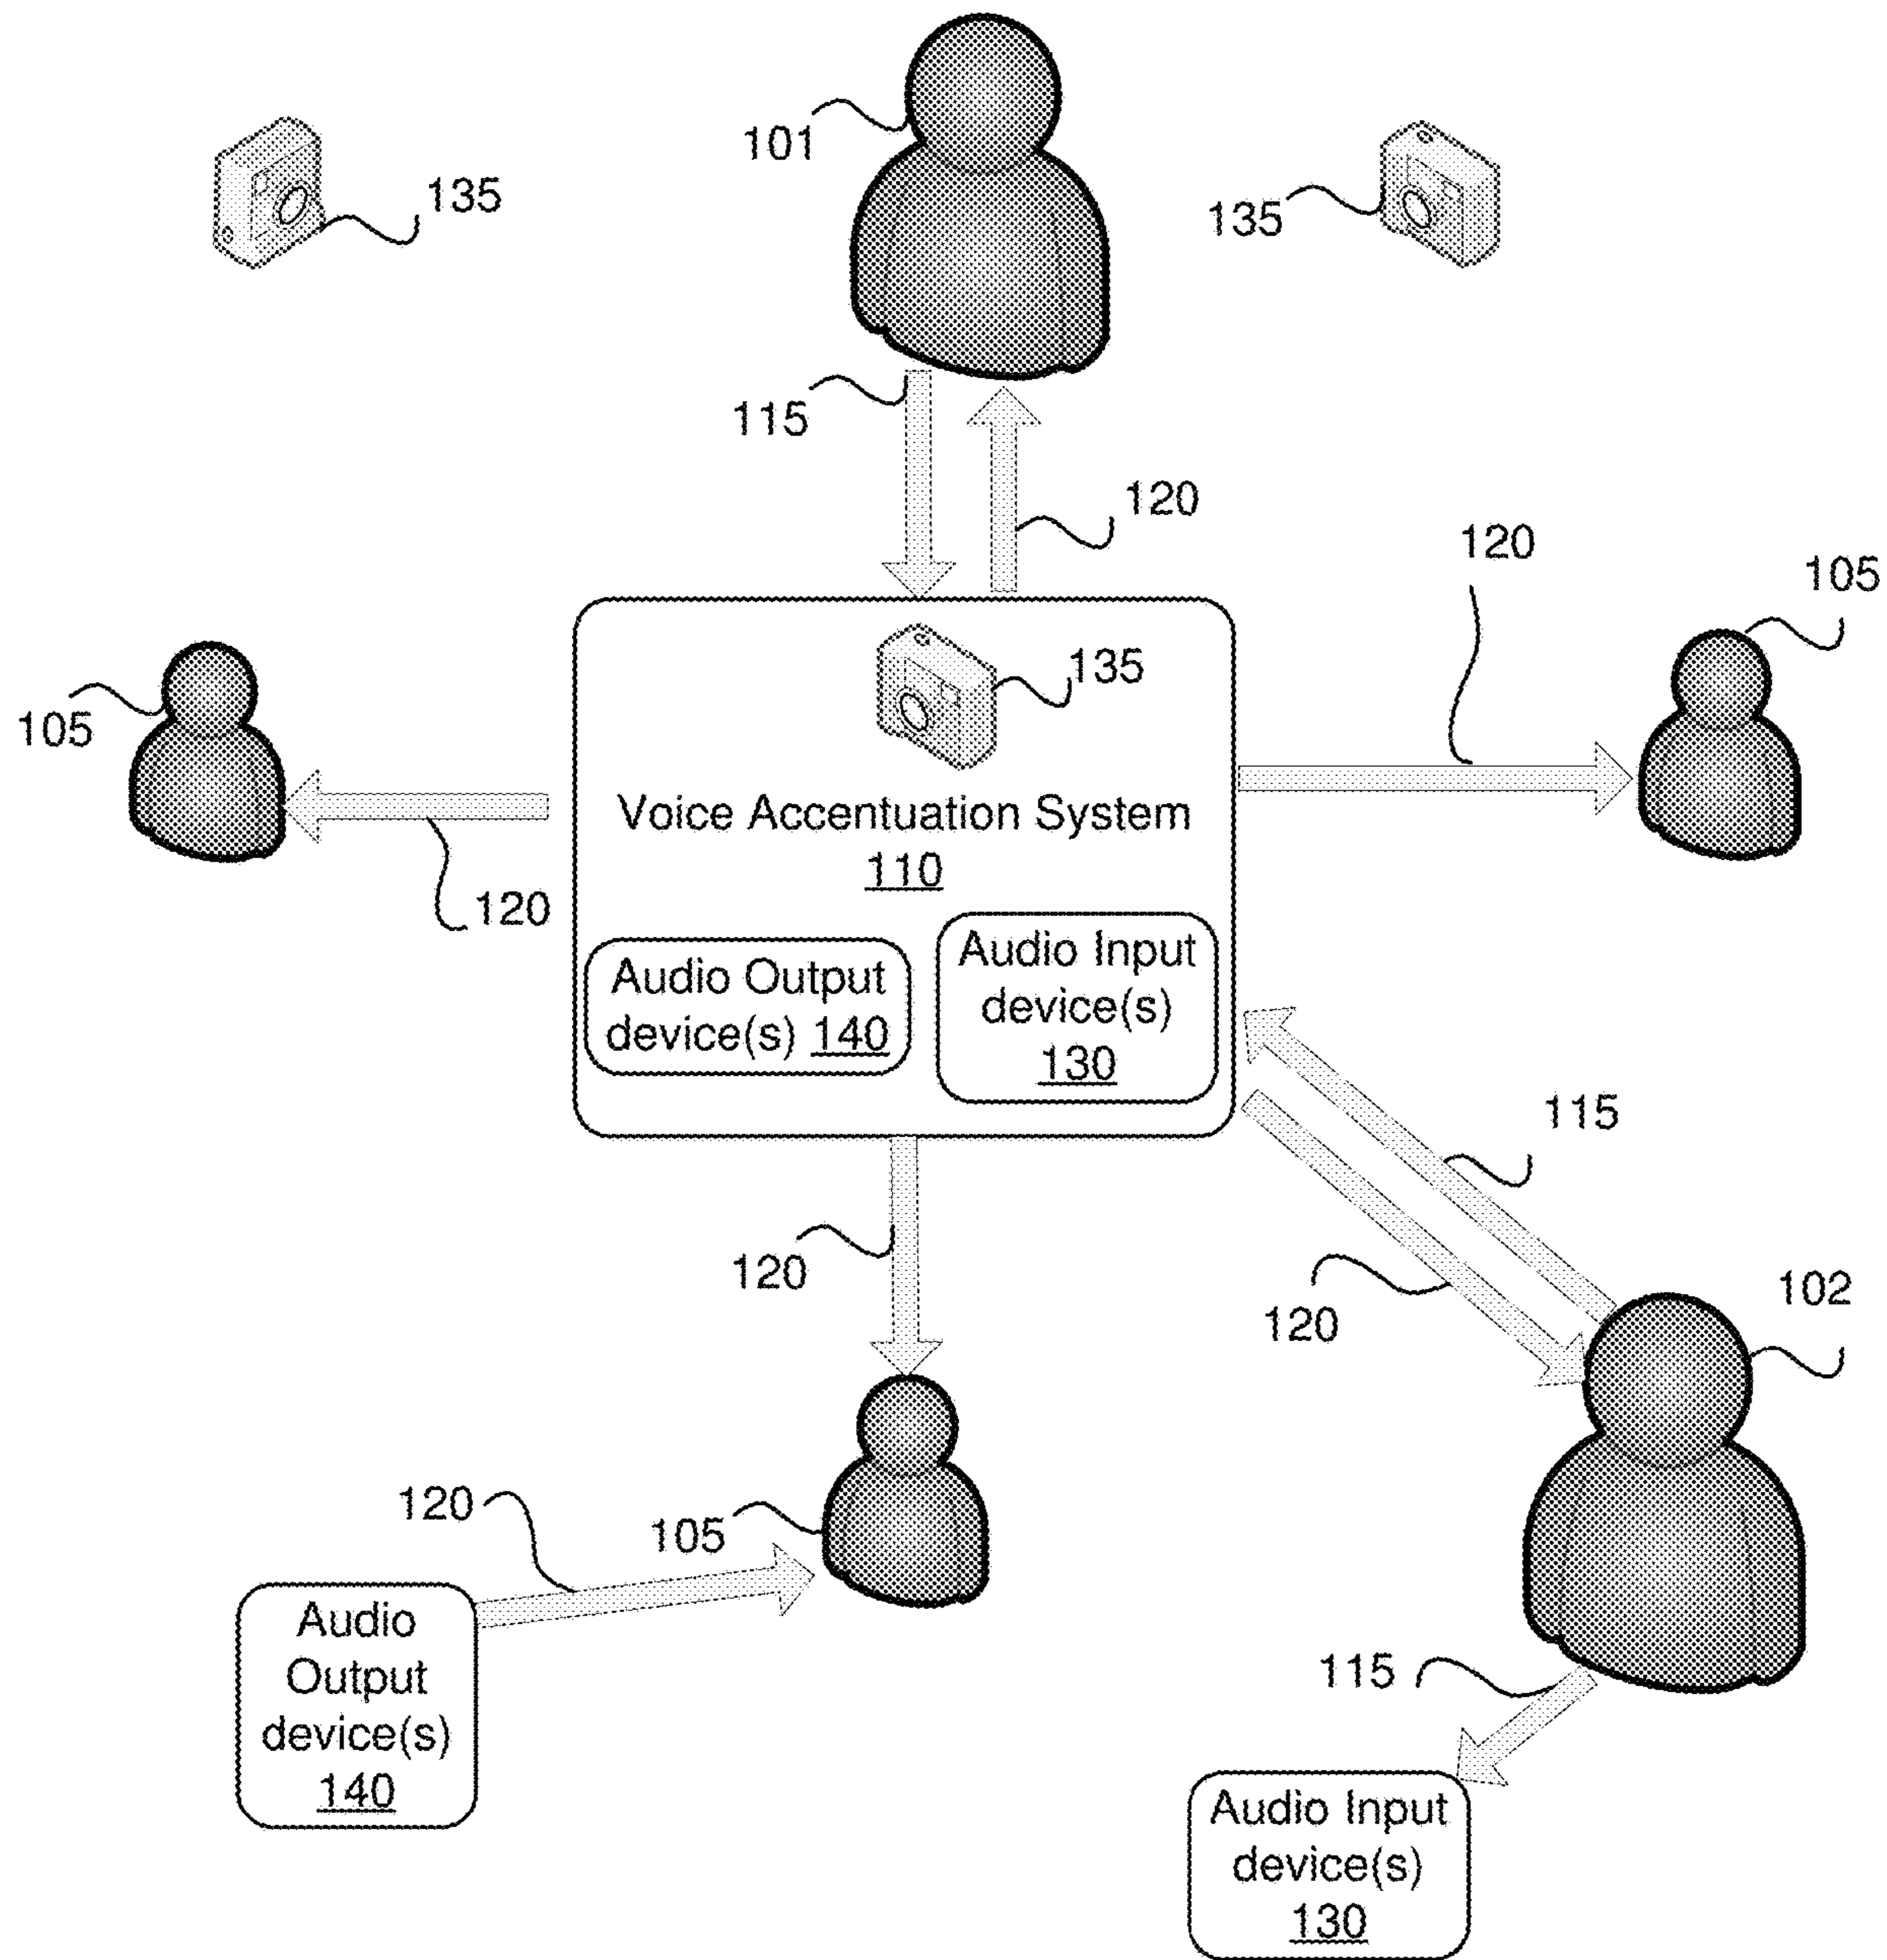 101
135
135
115
120
120
105
135
105
Voice Accentuation System
110
120
Audio Output
device(s) 140
Audio Input
device(s)
130
115
120
120
102
120
105
Audio
Output
device(s)
140
115
Audio Input
device(s)
130